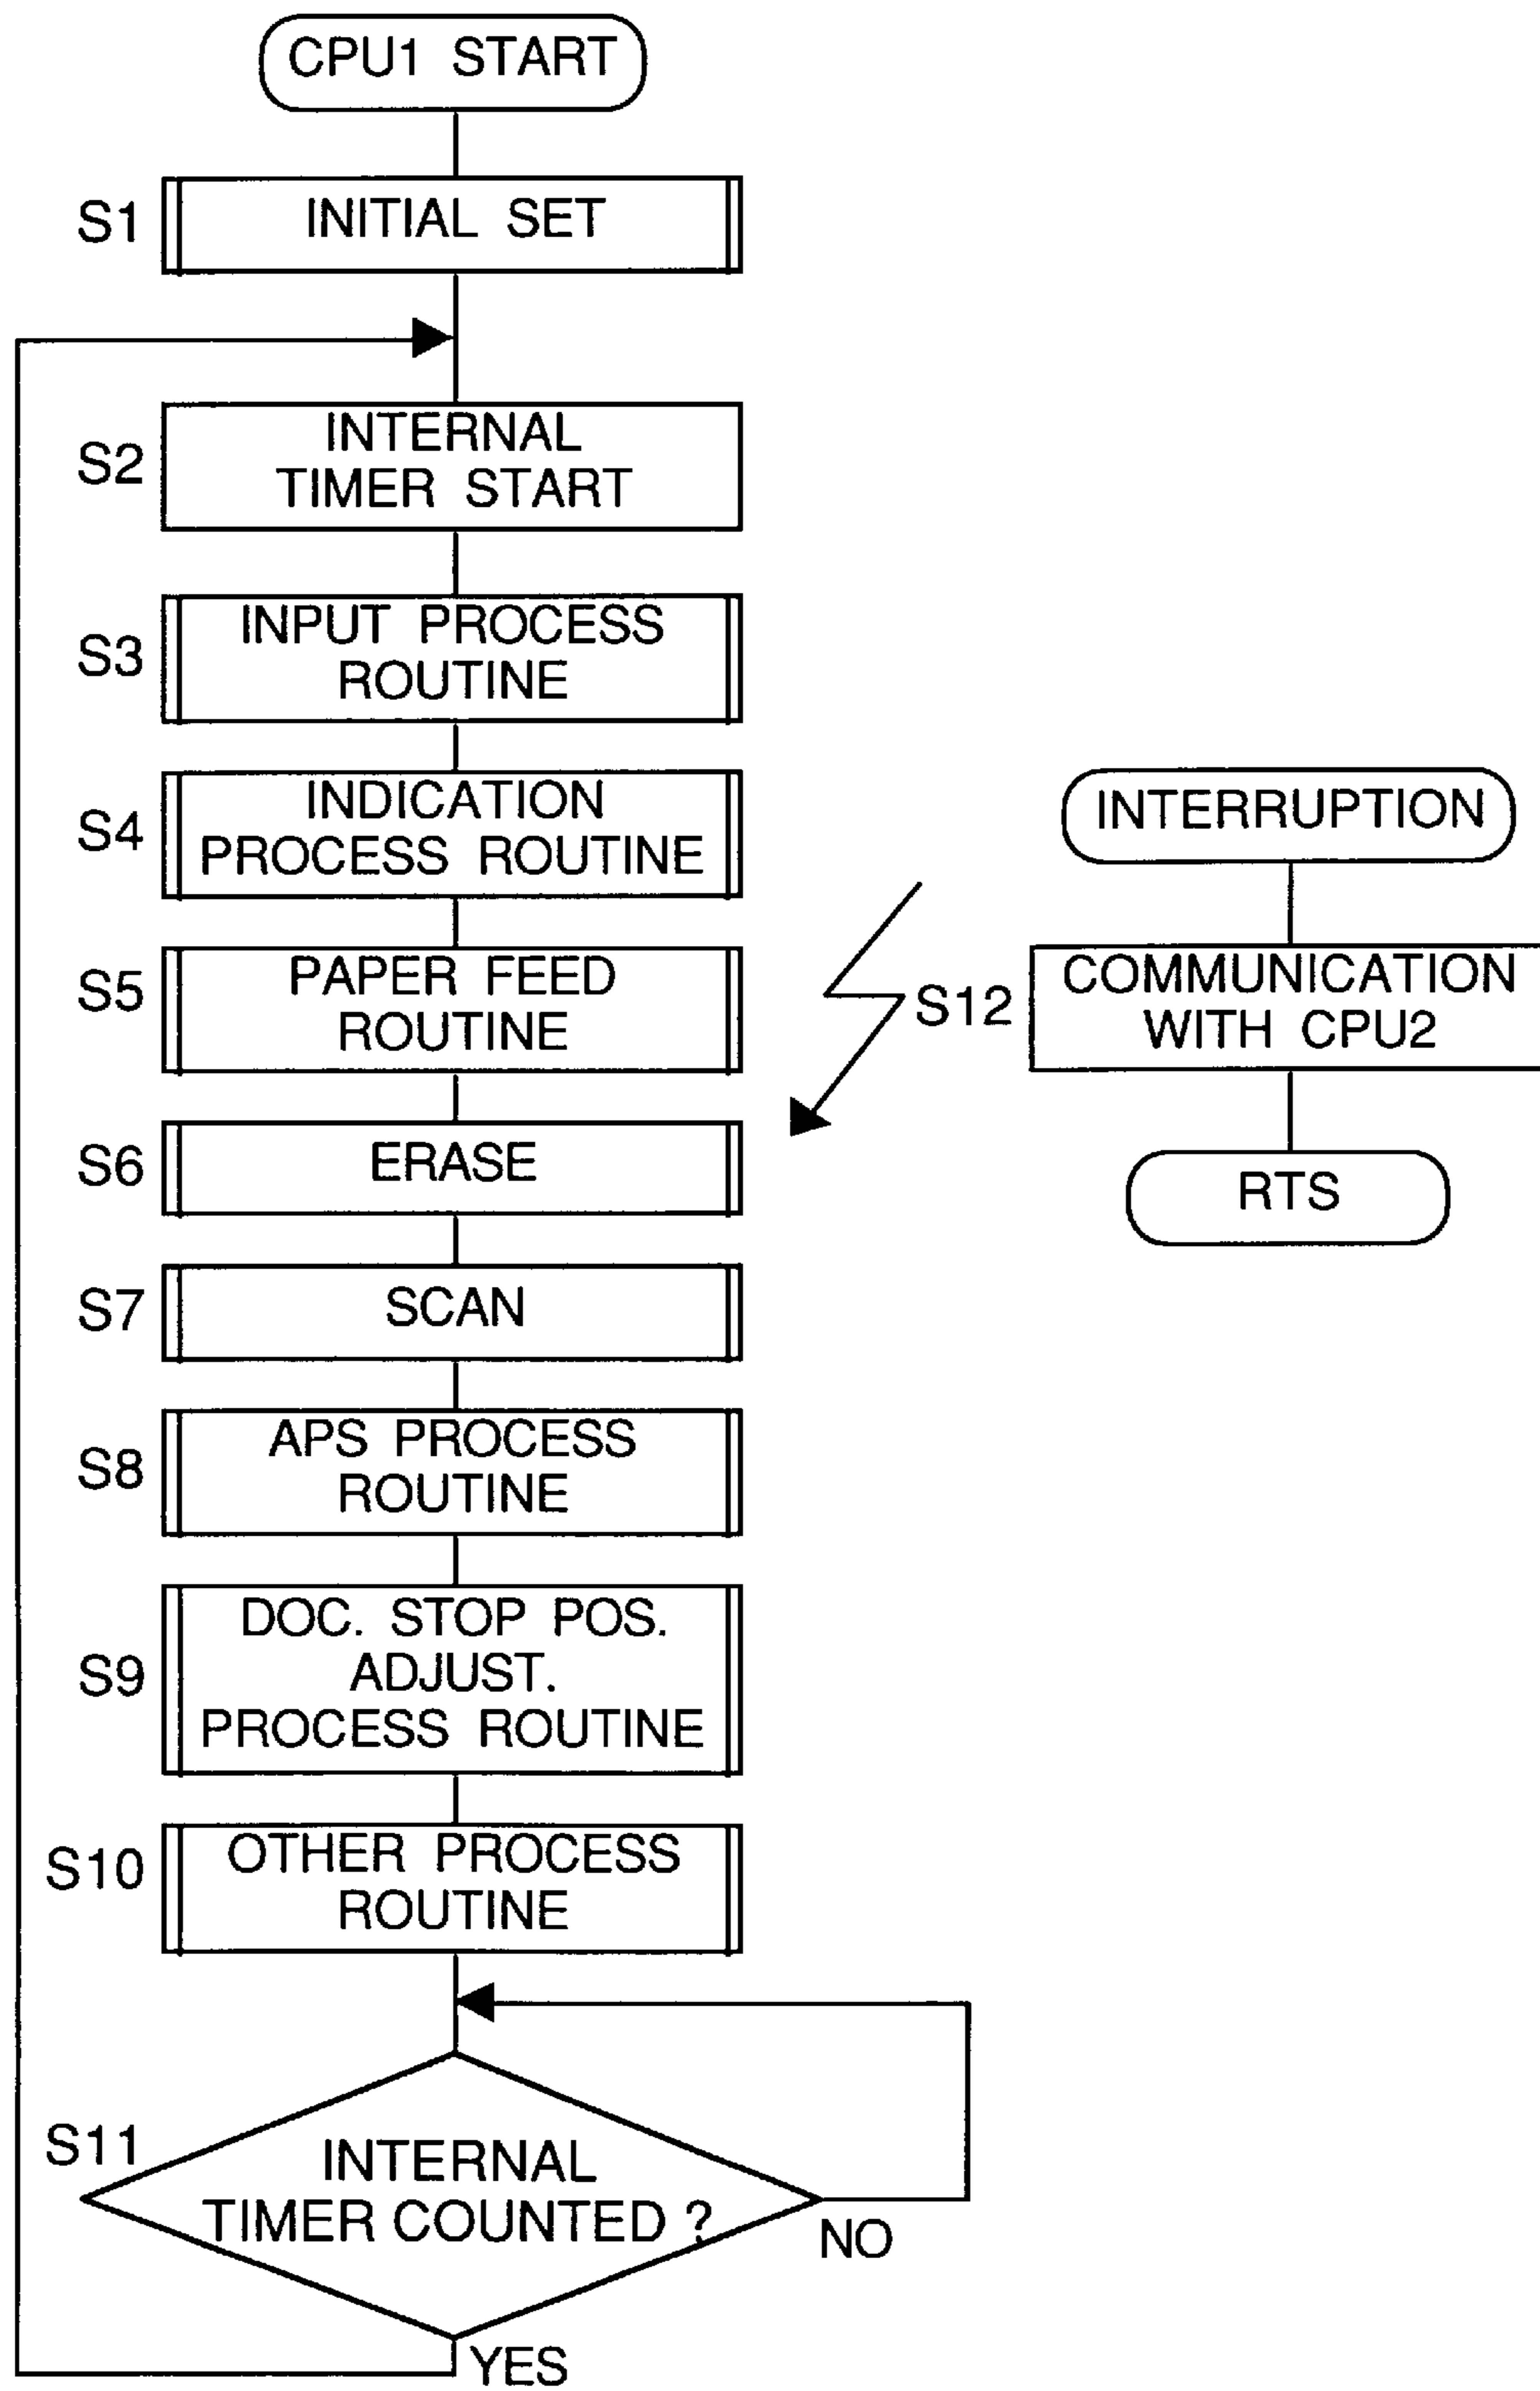 CPU1 START
S1
INITIAL SET
S2
INTERNAL
TIMER START
S3
INPUT PROCESS
ROUTINE
S4
INDICATION
PROCESS ROUTINE
S5
PAPER FEED
ROUTINE
S6
ERASE
S7
SCAN
S8
APS PROCESS
ROUTINE
S9
DOC. STOP POS.
ADJUST.
PROCESS ROUTINE
S10
OTHER PROCESS
ROUTINE
S11
INTERNAL
TIMER COUNTED ?
NO
YES
INTERRUPTION
S12
COMMUNICATION
WITH CPU2
RTS